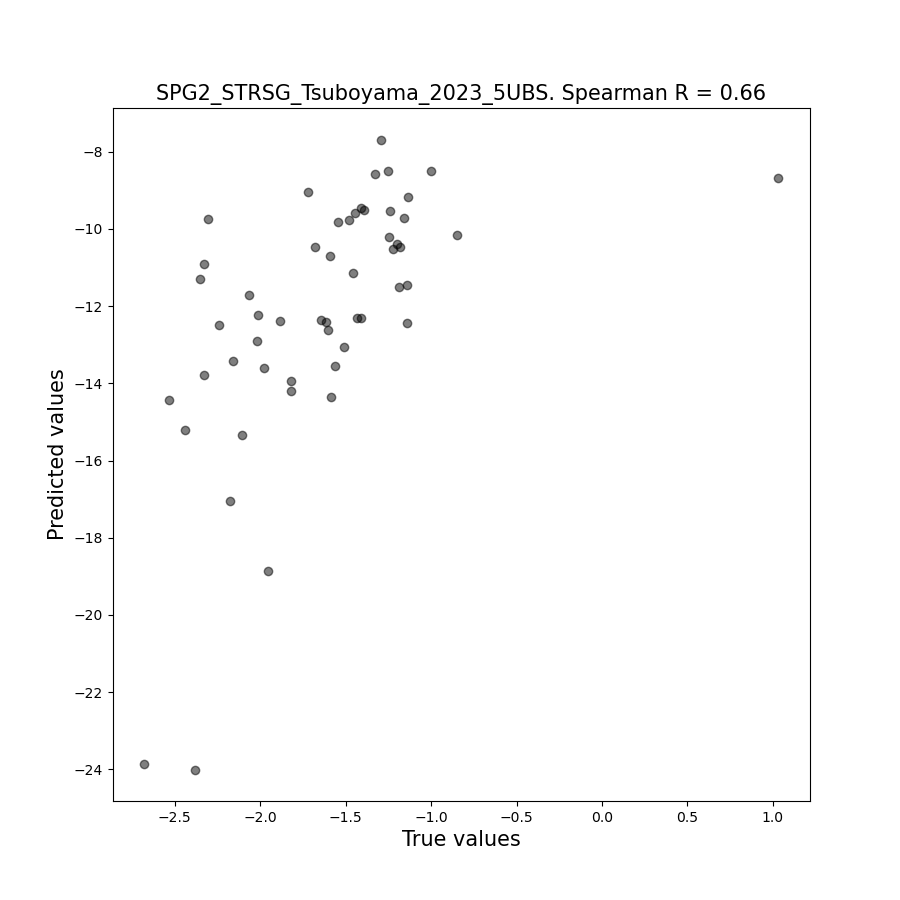 SPG2_STRSG_Tsuboyama_2023_5UBS. Spearman R = 0.66
Predicted values
−8
−10
−12
−14
−16
−18
−20
−22
−24
−2.5 −2.0 −1.5 −1.0 −0.5 0.0 0.5 1.0
True values